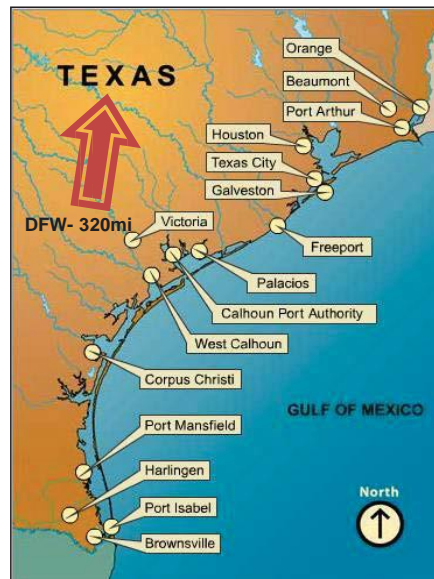 Orange
TEXAS
Beaumont
Port Arthur
Houston
Texas City
Galveston
DFW- 320mi
Victoria
Freeport
Palacios
Calhoun Port Authority
West Calhoun
Corpus Christi
GULF OF MEXICO
Port Mansfield
Harlingen
North
Port Isabel
Brownsville